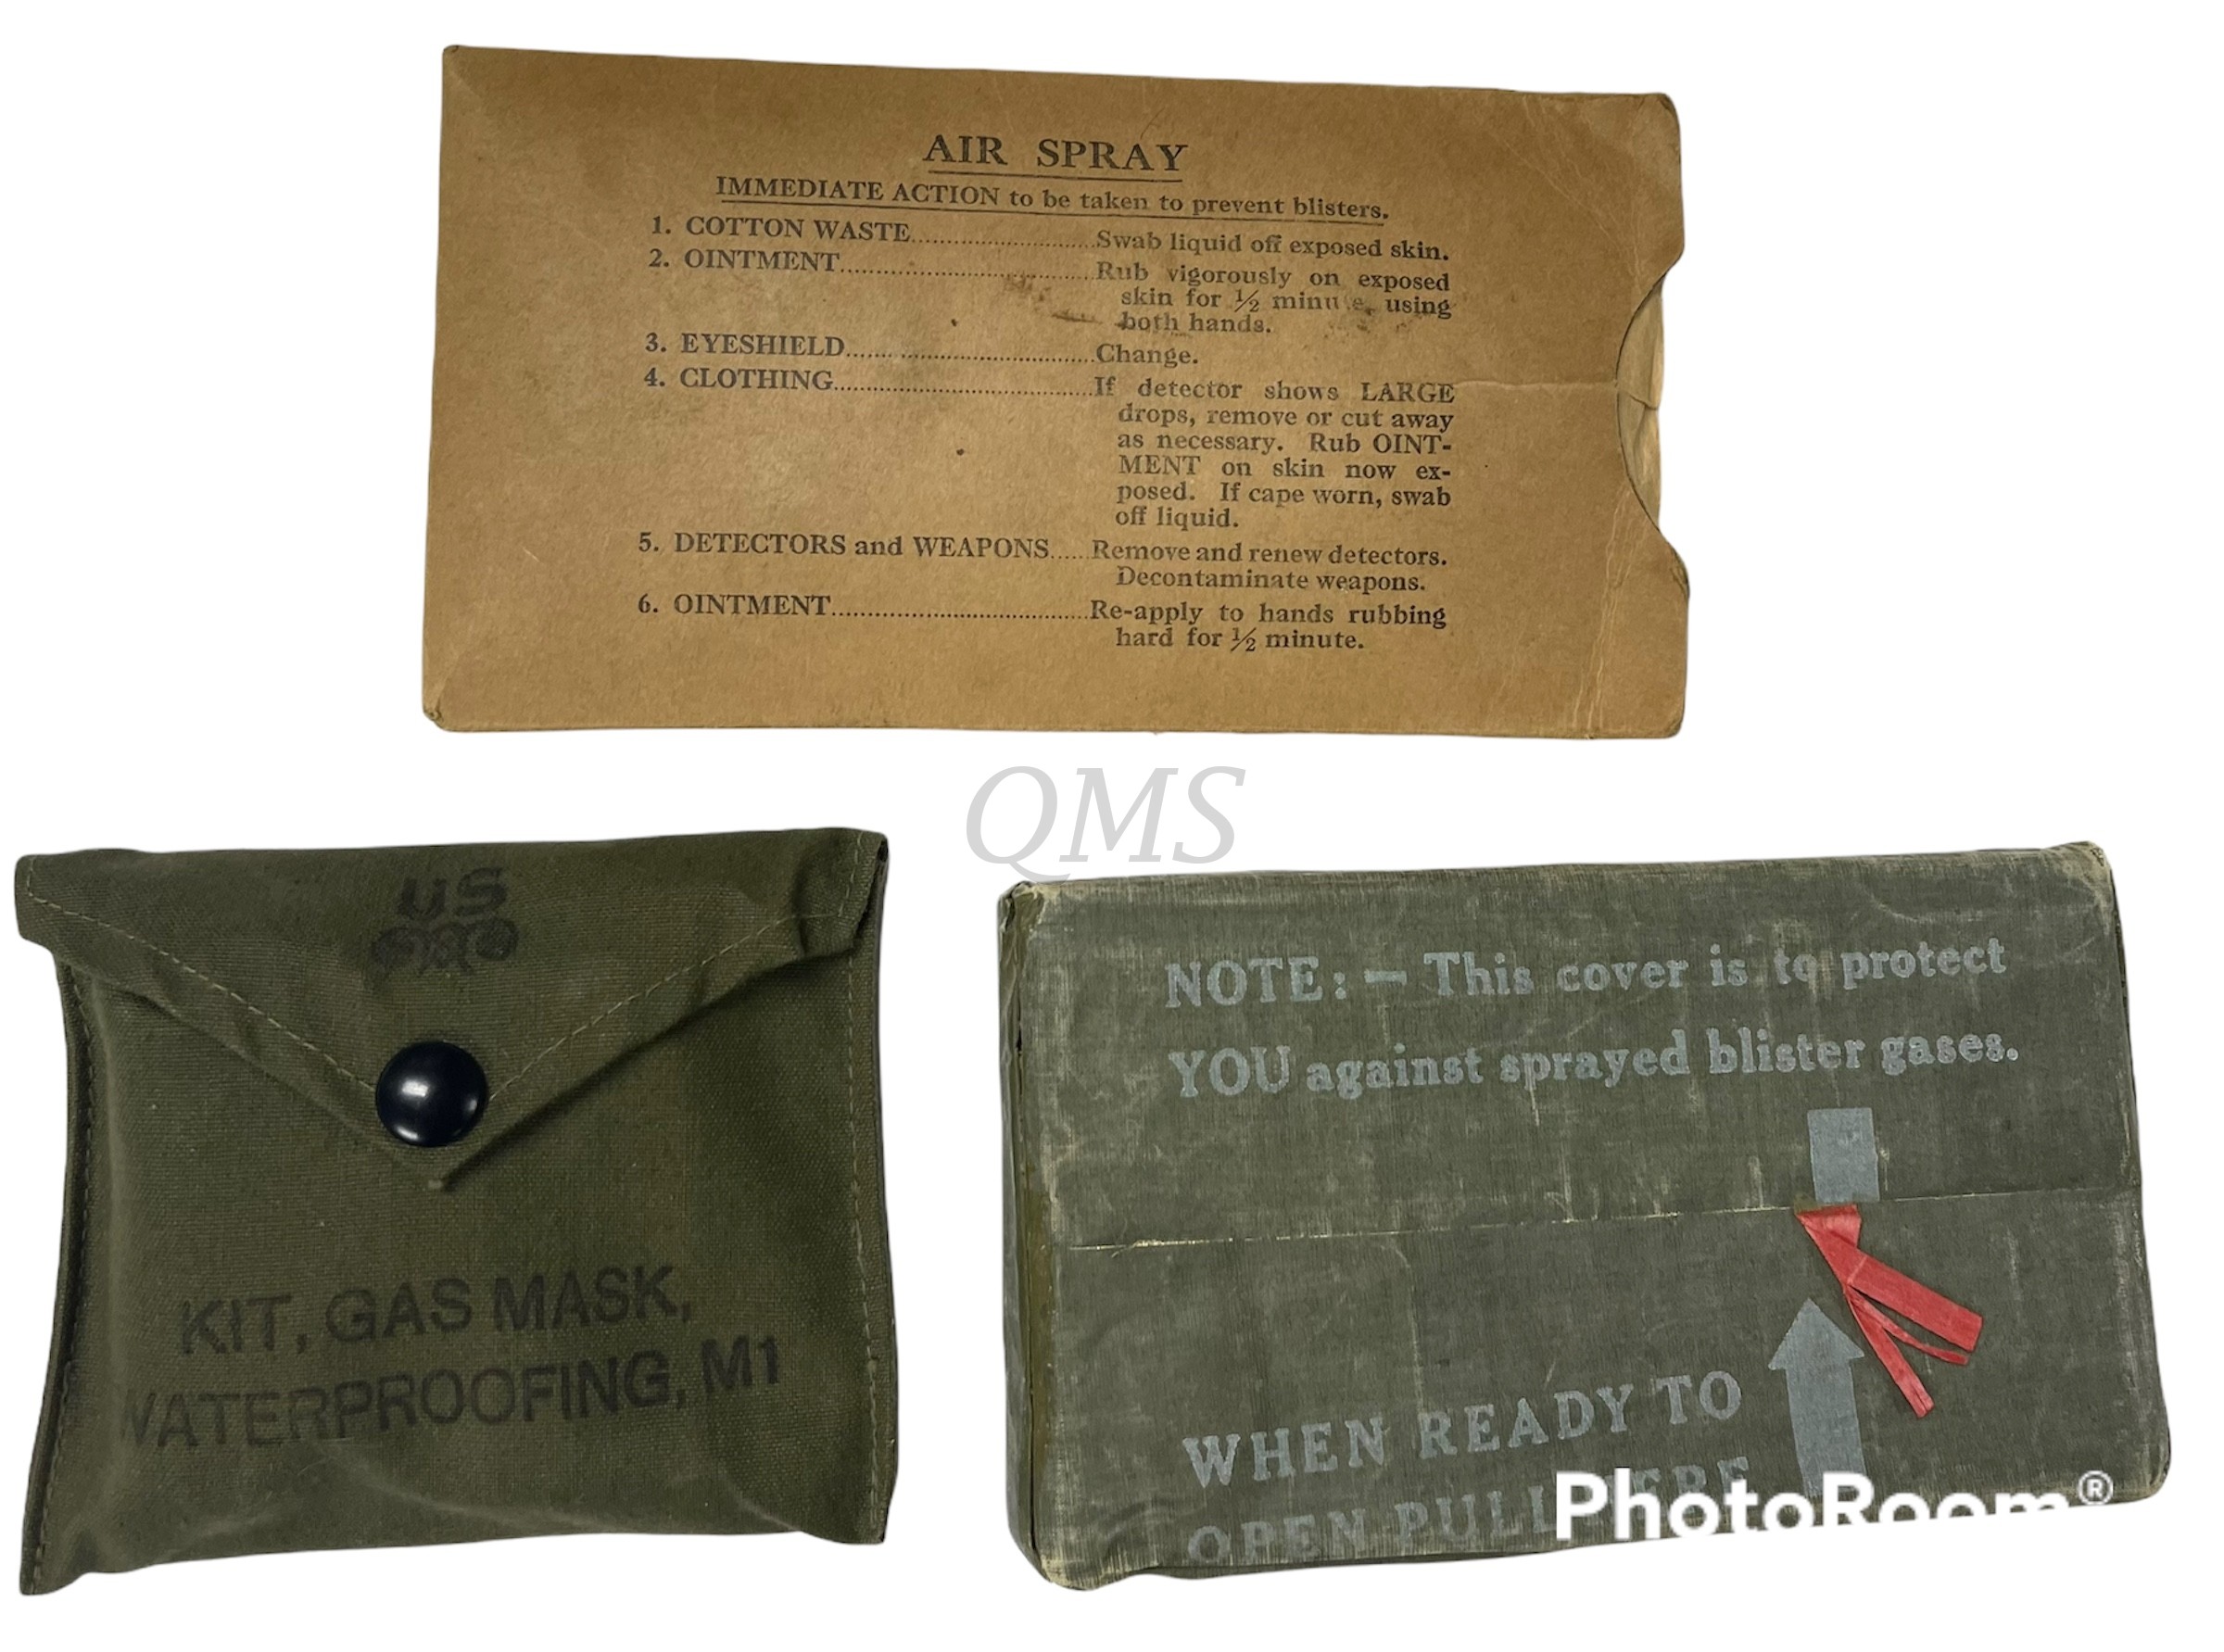 AIR SPRAY
IMMEDIATE ACTION to be taken to prevent blisters.
1. COTTON WASTE..............................Swab liquid off exposed skin.
2. OINTMENT..........................................Rub vigorously on exposed
skin for ½ minute, using
both hands.
3. EYESHIELD.........................................Change.
4. CLOTHING...........................................If detector shows LARGE
drops, remove or cut away
as necessary. Rub OINT-
MENT on skin now ex-
posed. If cape worn, swab
off liquid.
5. DETECTORS and WEAPONS......Remove and renew detectors.
Decontaminate weapons.
6. OINTMENT...........................................Re-apply to hands rubbing
hard for ½ minute.
QMS
US
KIT, GAS MASK,
WATERPROOFING, M1
NOTE: — This cover is to protect
YOU against sprayed blister gases.
WHEN READY TO
OPEN PULL HERE
PhotoRoom®